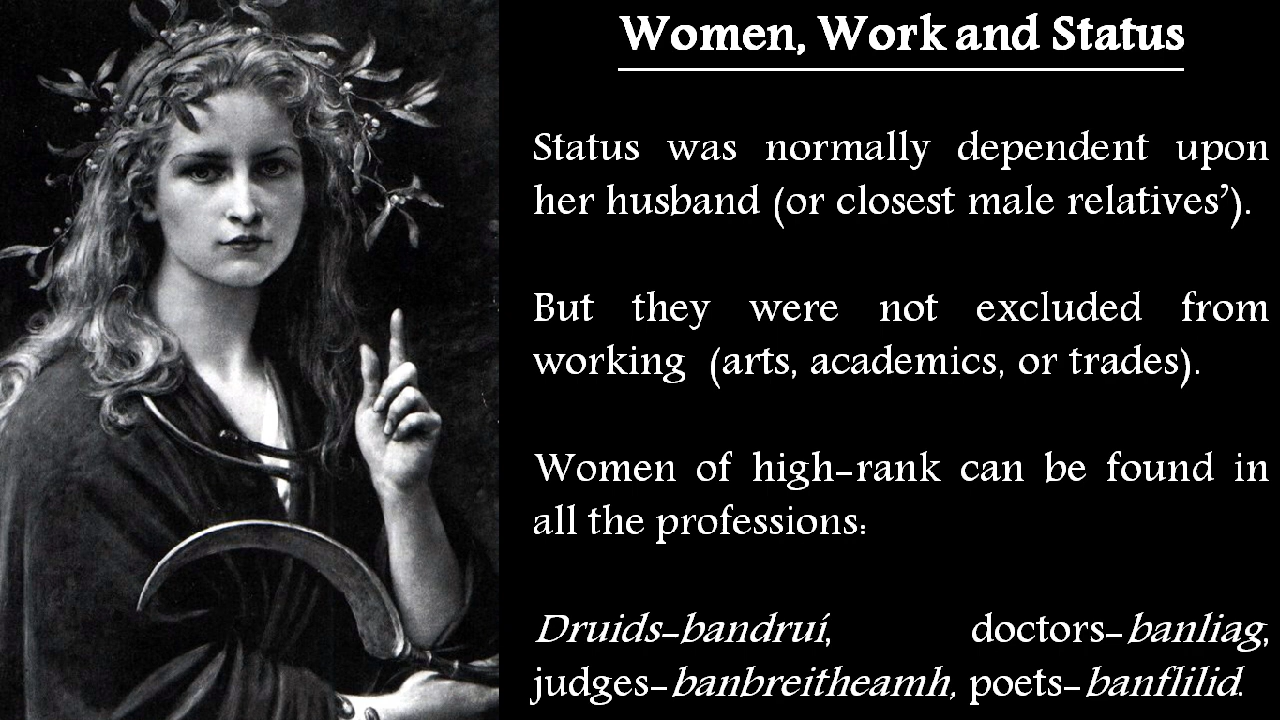 Women, Work and Status
Status was normally dependent upon
her husband (or closest male relatives’).
But they were not excluded from
working (arts, academics, or trades).
Women of high-rank can be found in
all the professions:
Druids-bandruí, doctors-banliag,
judges-banbreitheamh, poets-banflilid.